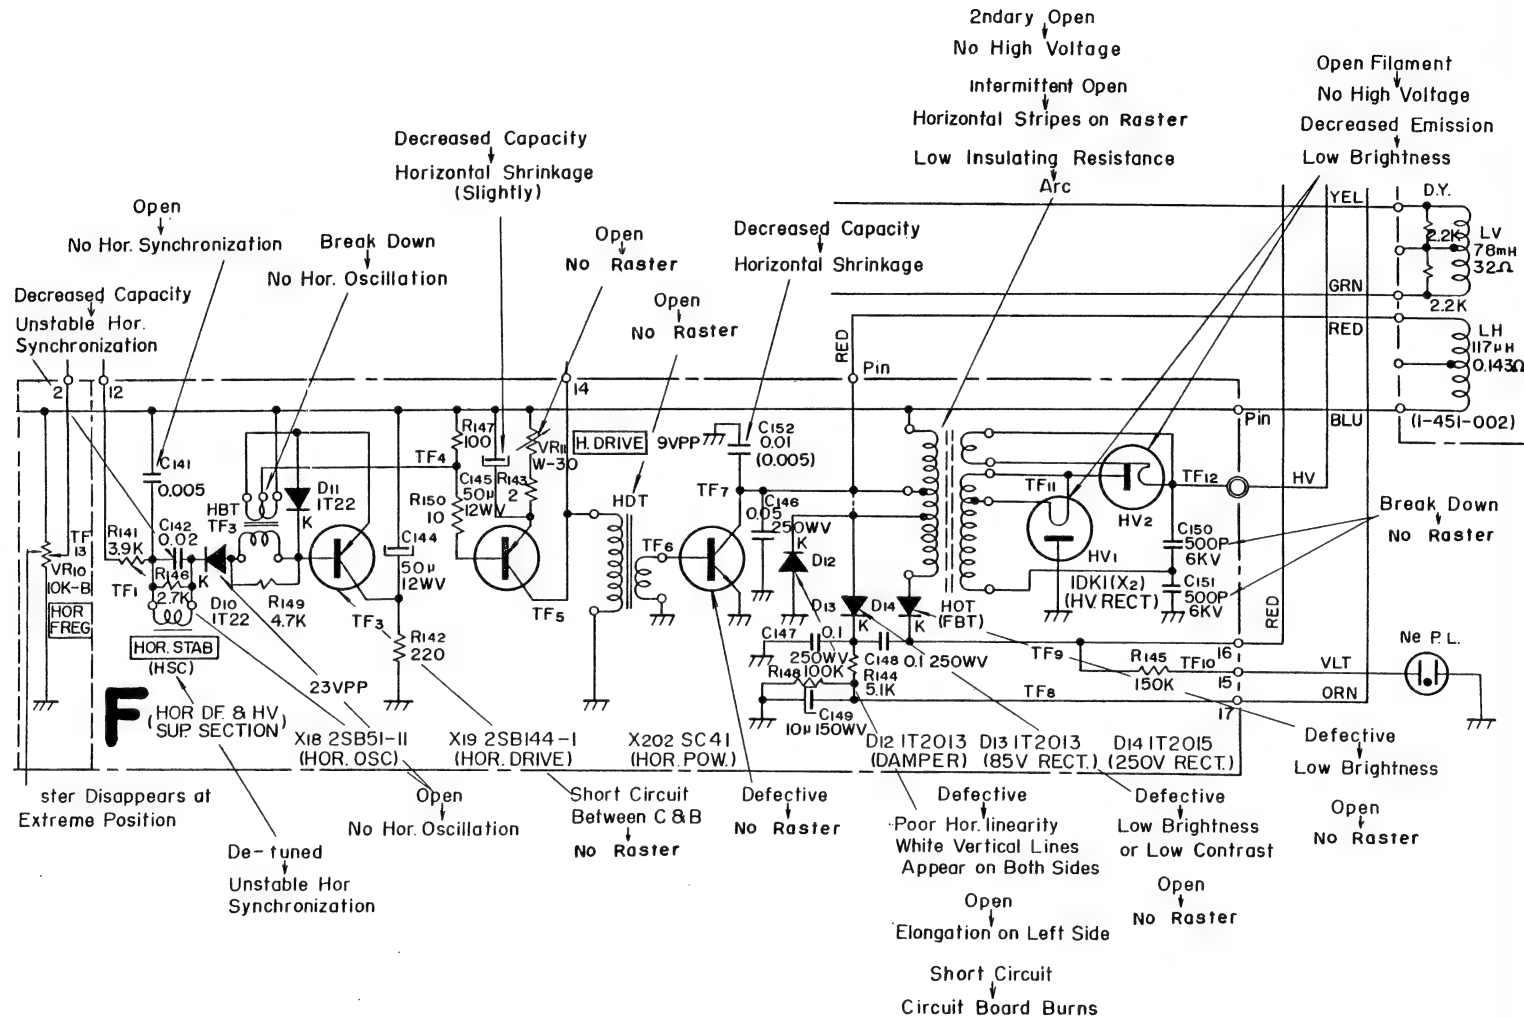 2ndary Open
No High Voltage
Intermittent Open
Horizontal Stripes on Raster
Low Insulating Resistance
Arc
Open Filament
No High Voltage
Decreased Emission
Low Brightness
Decreased Capacity
Horizontal Shrinkage
(Slightly)
Open
No Hor. Synchronization
Break Down
No Hor. Oscillation
Open
No Raster
Decreased Capacity
Horizontal Shrinkage
Open
No Raster
Decreased Capacity
Unstable Hor.
Synchronization
YEL
D.Y.
2.2K
LV
78mH
32Ω
GRN
2.2K
RED
RED
LH
117μH
0.143Ω
BLU
(1-451-002)
2
12
14
Pin
Pin
C141
0.005
HBT
TF3
D11
1T22
K
R141
3.9K
C142
0.02
TF1
R146
2.7K
K
D10
1T22
R149
4.7K
TF
13
VR10
10K-B
HOR
FREG
HOR. STAB
(HSC)
TF3
C144
50μ
12WV
R142
220
TF4
R147
100
R150
10
C145
50μ
12WV
R143
2
VR11
W-30
TF5
H. DRIVE
9VPP
HDT
TF6
TF7
C152
0.01
(0.005)
C146
0.05
250WV
K
D12
D13
K
D14
K
C147
0.1
250WV
C148
0.1 250WV
R148
100K
R144
5.1K
C149
10μ 150WV
HOT
(FBT)
TF9
TF8
TF11
HV1
HV2
1DK1(X2)
(HV. RECT)
TF12
HV
C150
500P
6KV
C151
500P
6KV
Break Down
No Raster
RED
16
R145
150K
TF10
15
VLT
17
ORN
Ne P.L.
23VPP
F
(HOR DF. & HV
SUP. SECTION)
X18 2SB51-11
(HOR. OSC)
X19 2SB144-1
(HOR. DRIVE)
X202 SC41
(HOR. POW.)
D12 1T2013
(DAMPER)
D13 1T2013
(85V RECT.)
D14 1T2015
(250V RECT.)
Defective
Low Brightness
Open
No Raster
ster Disappears at
Extreme Position
De-tuned
Unstable Hor
Synchronization
Open
No Hor. Oscillation
Short Circuit
Between C & B
No Raster
Defective
No Raster
Defective
Poor Hor. linearity
White Vertical Lines
Appear on Both Sides
Open
Elongation on Left Side
Short Circuit
Circuit Board Burns
Defective
Low Brightness
or Low Contrast
Open
No Raster